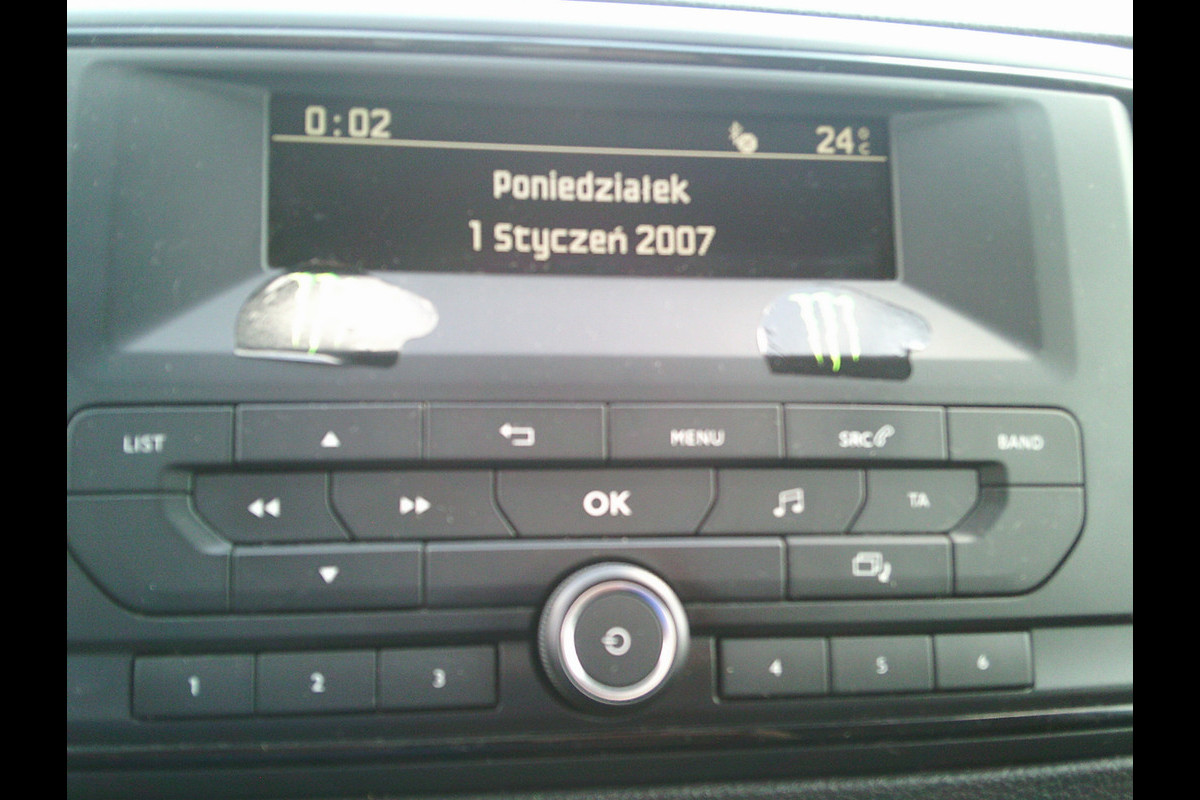 0:02
24°C
Poniedziałek
1 Styczeń 2007
LIST
MENU
SRC
BAND
OK
TA
1
2
3
4
5
6